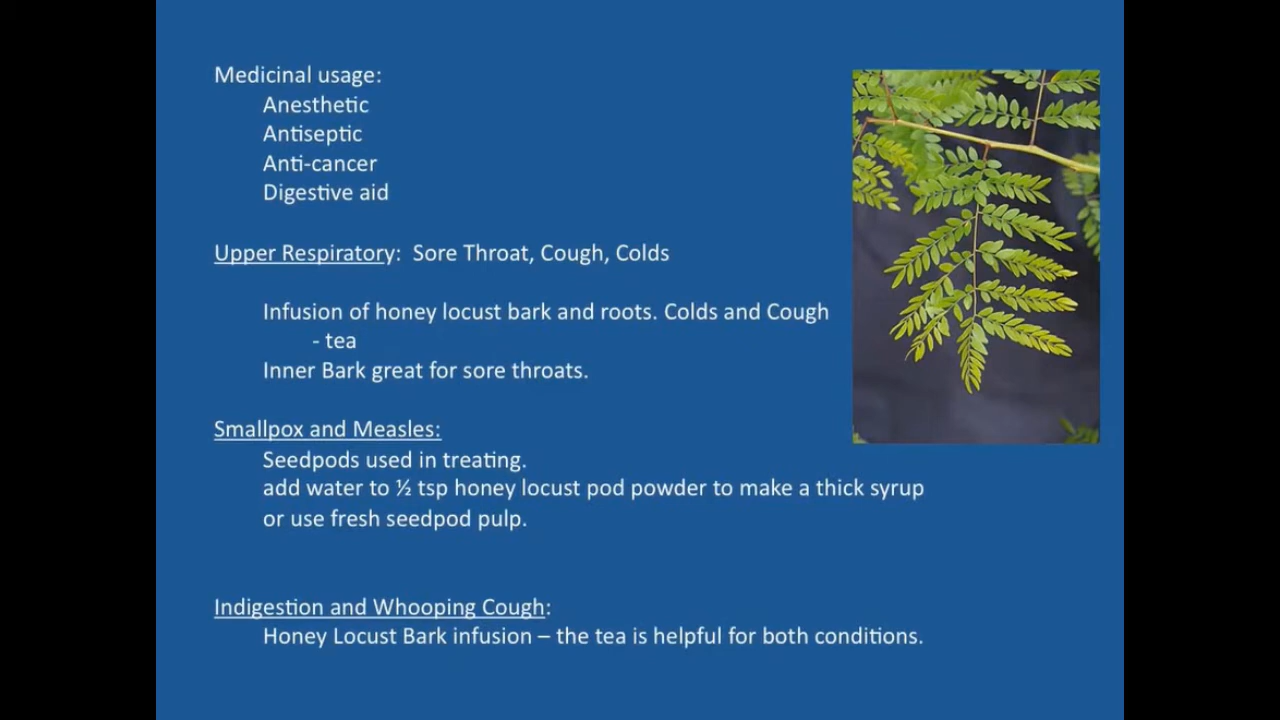 Medicinal usage:
Anesthetic
Antiseptic
Anti-cancer
Digestive aid
Upper Respiratory: Sore Throat, Cough, Colds
Infusion of honey locust bark and roots. Colds and Cough
- tea
Inner Bark great for sore throats.
Smallpox and Measles:
Seedpods used in treating.
add water to ½ tsp honey locust pod powder to make a thick syrup
or use fresh seedpod pulp.
Indigestion and Whooping Cough:
Honey Locust Bark infusion – the tea is helpful for both conditions.